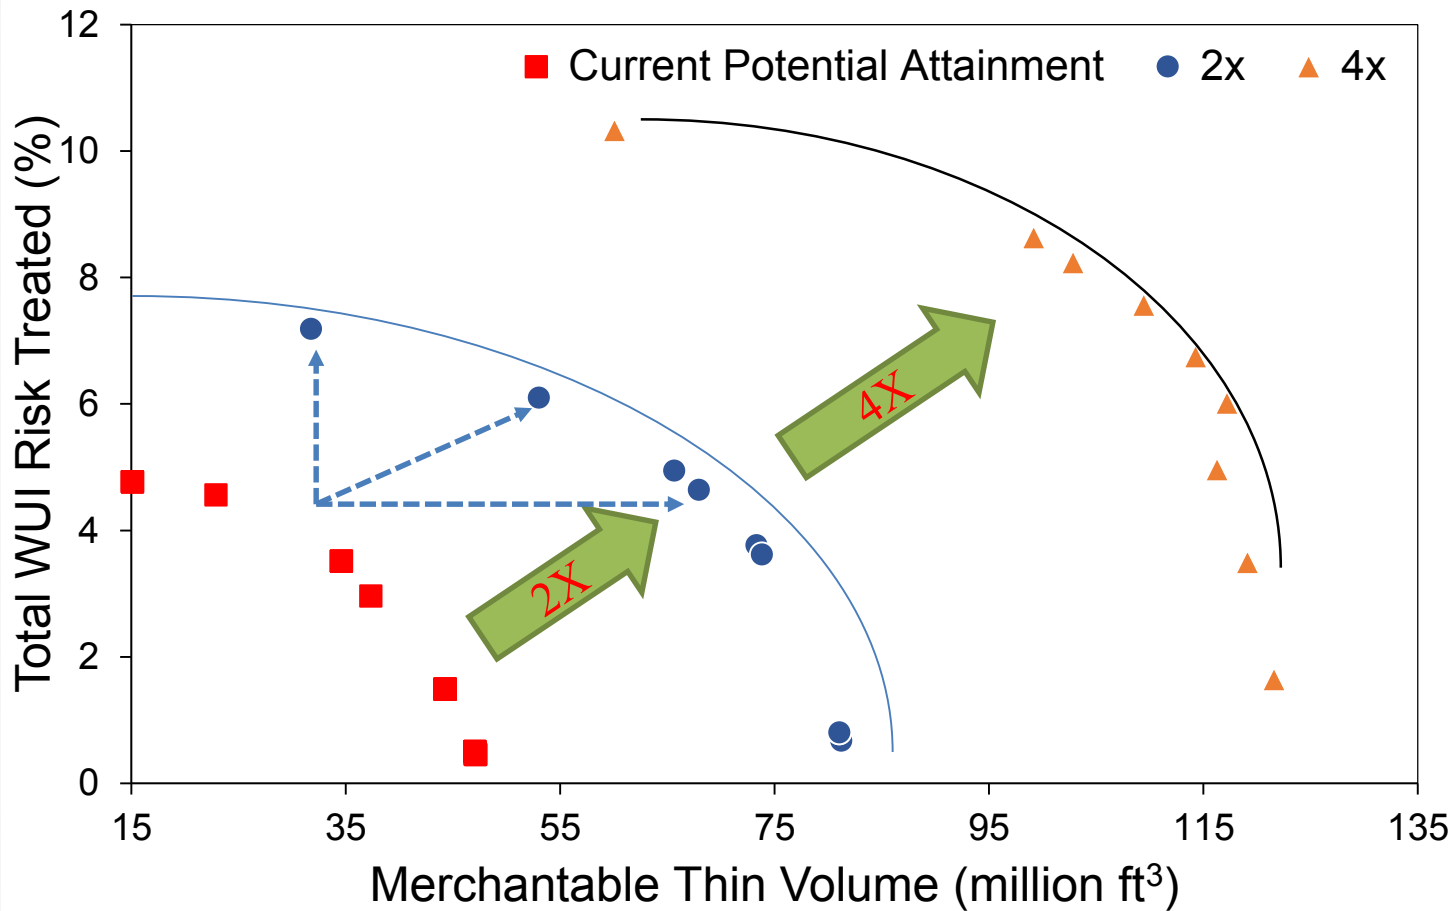 12
10
8
6
4
2
0
Total WUI Risk Treated (%)
Current Potential Attainment 2x 4x
4X
2X
15 35 55 75 95 115 135
Merchantable Thin Volume (million ft³)